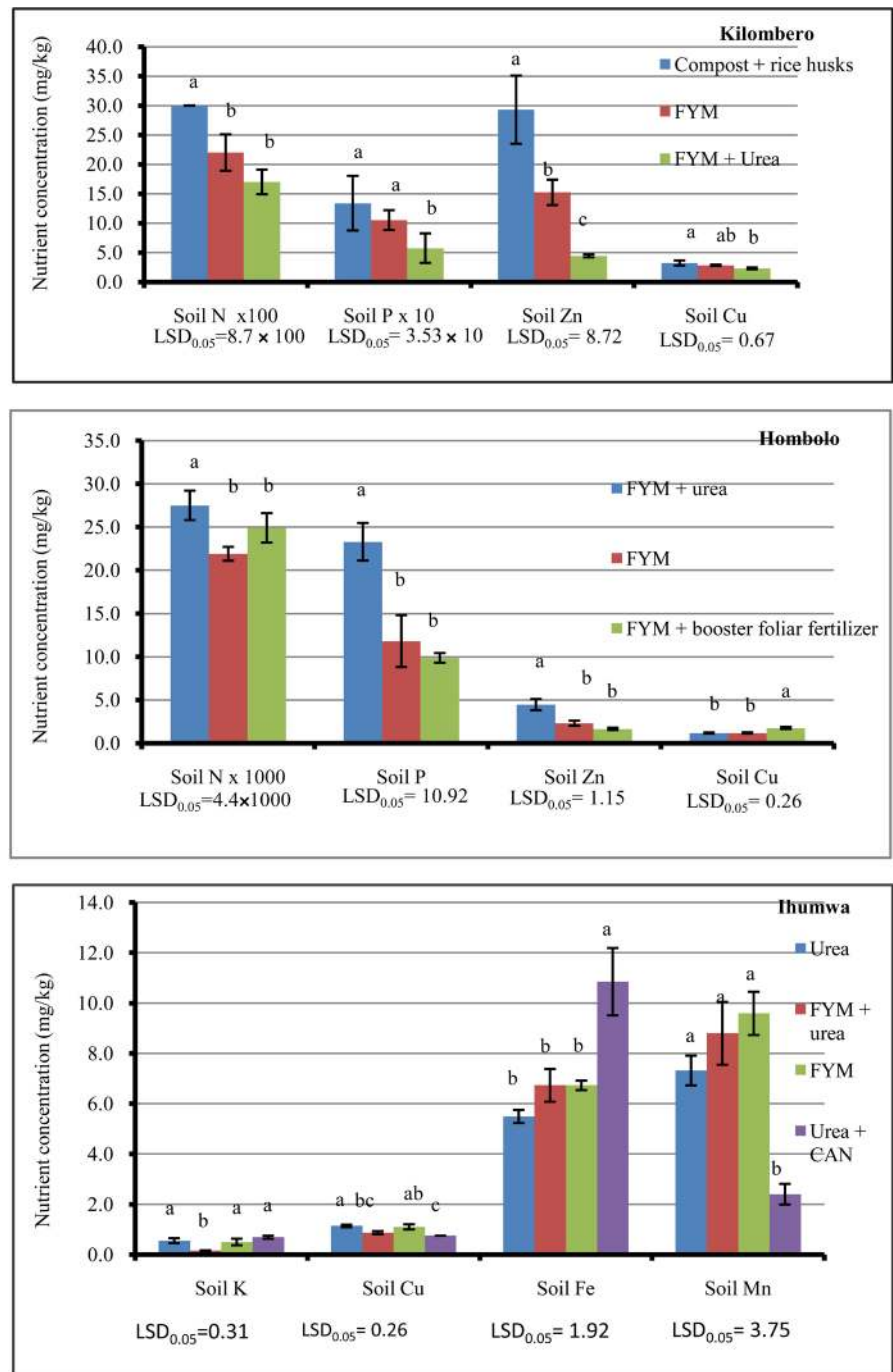 Kilombero
Nutrient concentration (mg/kg)
40.0
35.0
30.0
25.0
20.0
15.0
10.0
5.0
0.0
a
b
b
a
a
b
a
b
c
a
ab
b
Compost + rice husks
FYM
FYM + Urea
Soil N x100
Soil P x 10
Soil Zn
Soil Cu
LSD0.05=8.7 × 100
LSD0.05= 3.53 × 10
LSD0.05= 8.72
LSD0.05= 0.67
Hombolo
Nutrient concentration (mg/kg)
35.0
30.0
25.0
20.0
15.0
10.0
5.0
0.0
a
b
b
a
b
b
a
b
b
b
b
a
FYM + urea
FYM
FYM + booster foliar fertilizer
Soil N x 1000
Soil P
Soil Zn
Soil Cu
LSD0.05=4.4×1000
LSD0.05= 10.92
LSD0.05= 1.15
LSD0.05= 0.26
Ihumwa
Nutrient concentration (mg/kg)
14.0
12.0
10.0
8.0
6.0
4.0
2.0
0.0
a
b
a
a
a
bc
ab
c
b
b
b
a
a
a
a
b
Urea
FYM +
urea
FYM
Urea +
CAN
Soil K
Soil Cu
Soil Fe
Soil Mn
LSD0.05=0.31
LSD0.05= 0.26
LSD0.05= 1.92
LSD0.05= 3.75